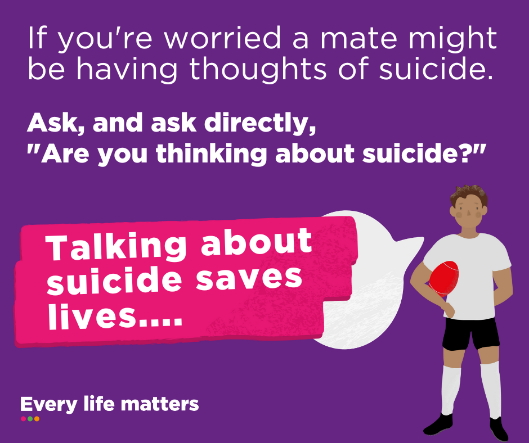 If you're worried a mate might
be having thoughts of suicide.
Ask, and ask directly,
"Are you thinking about suicide?"
Talking about
suicide saves
lives....
Every life matters